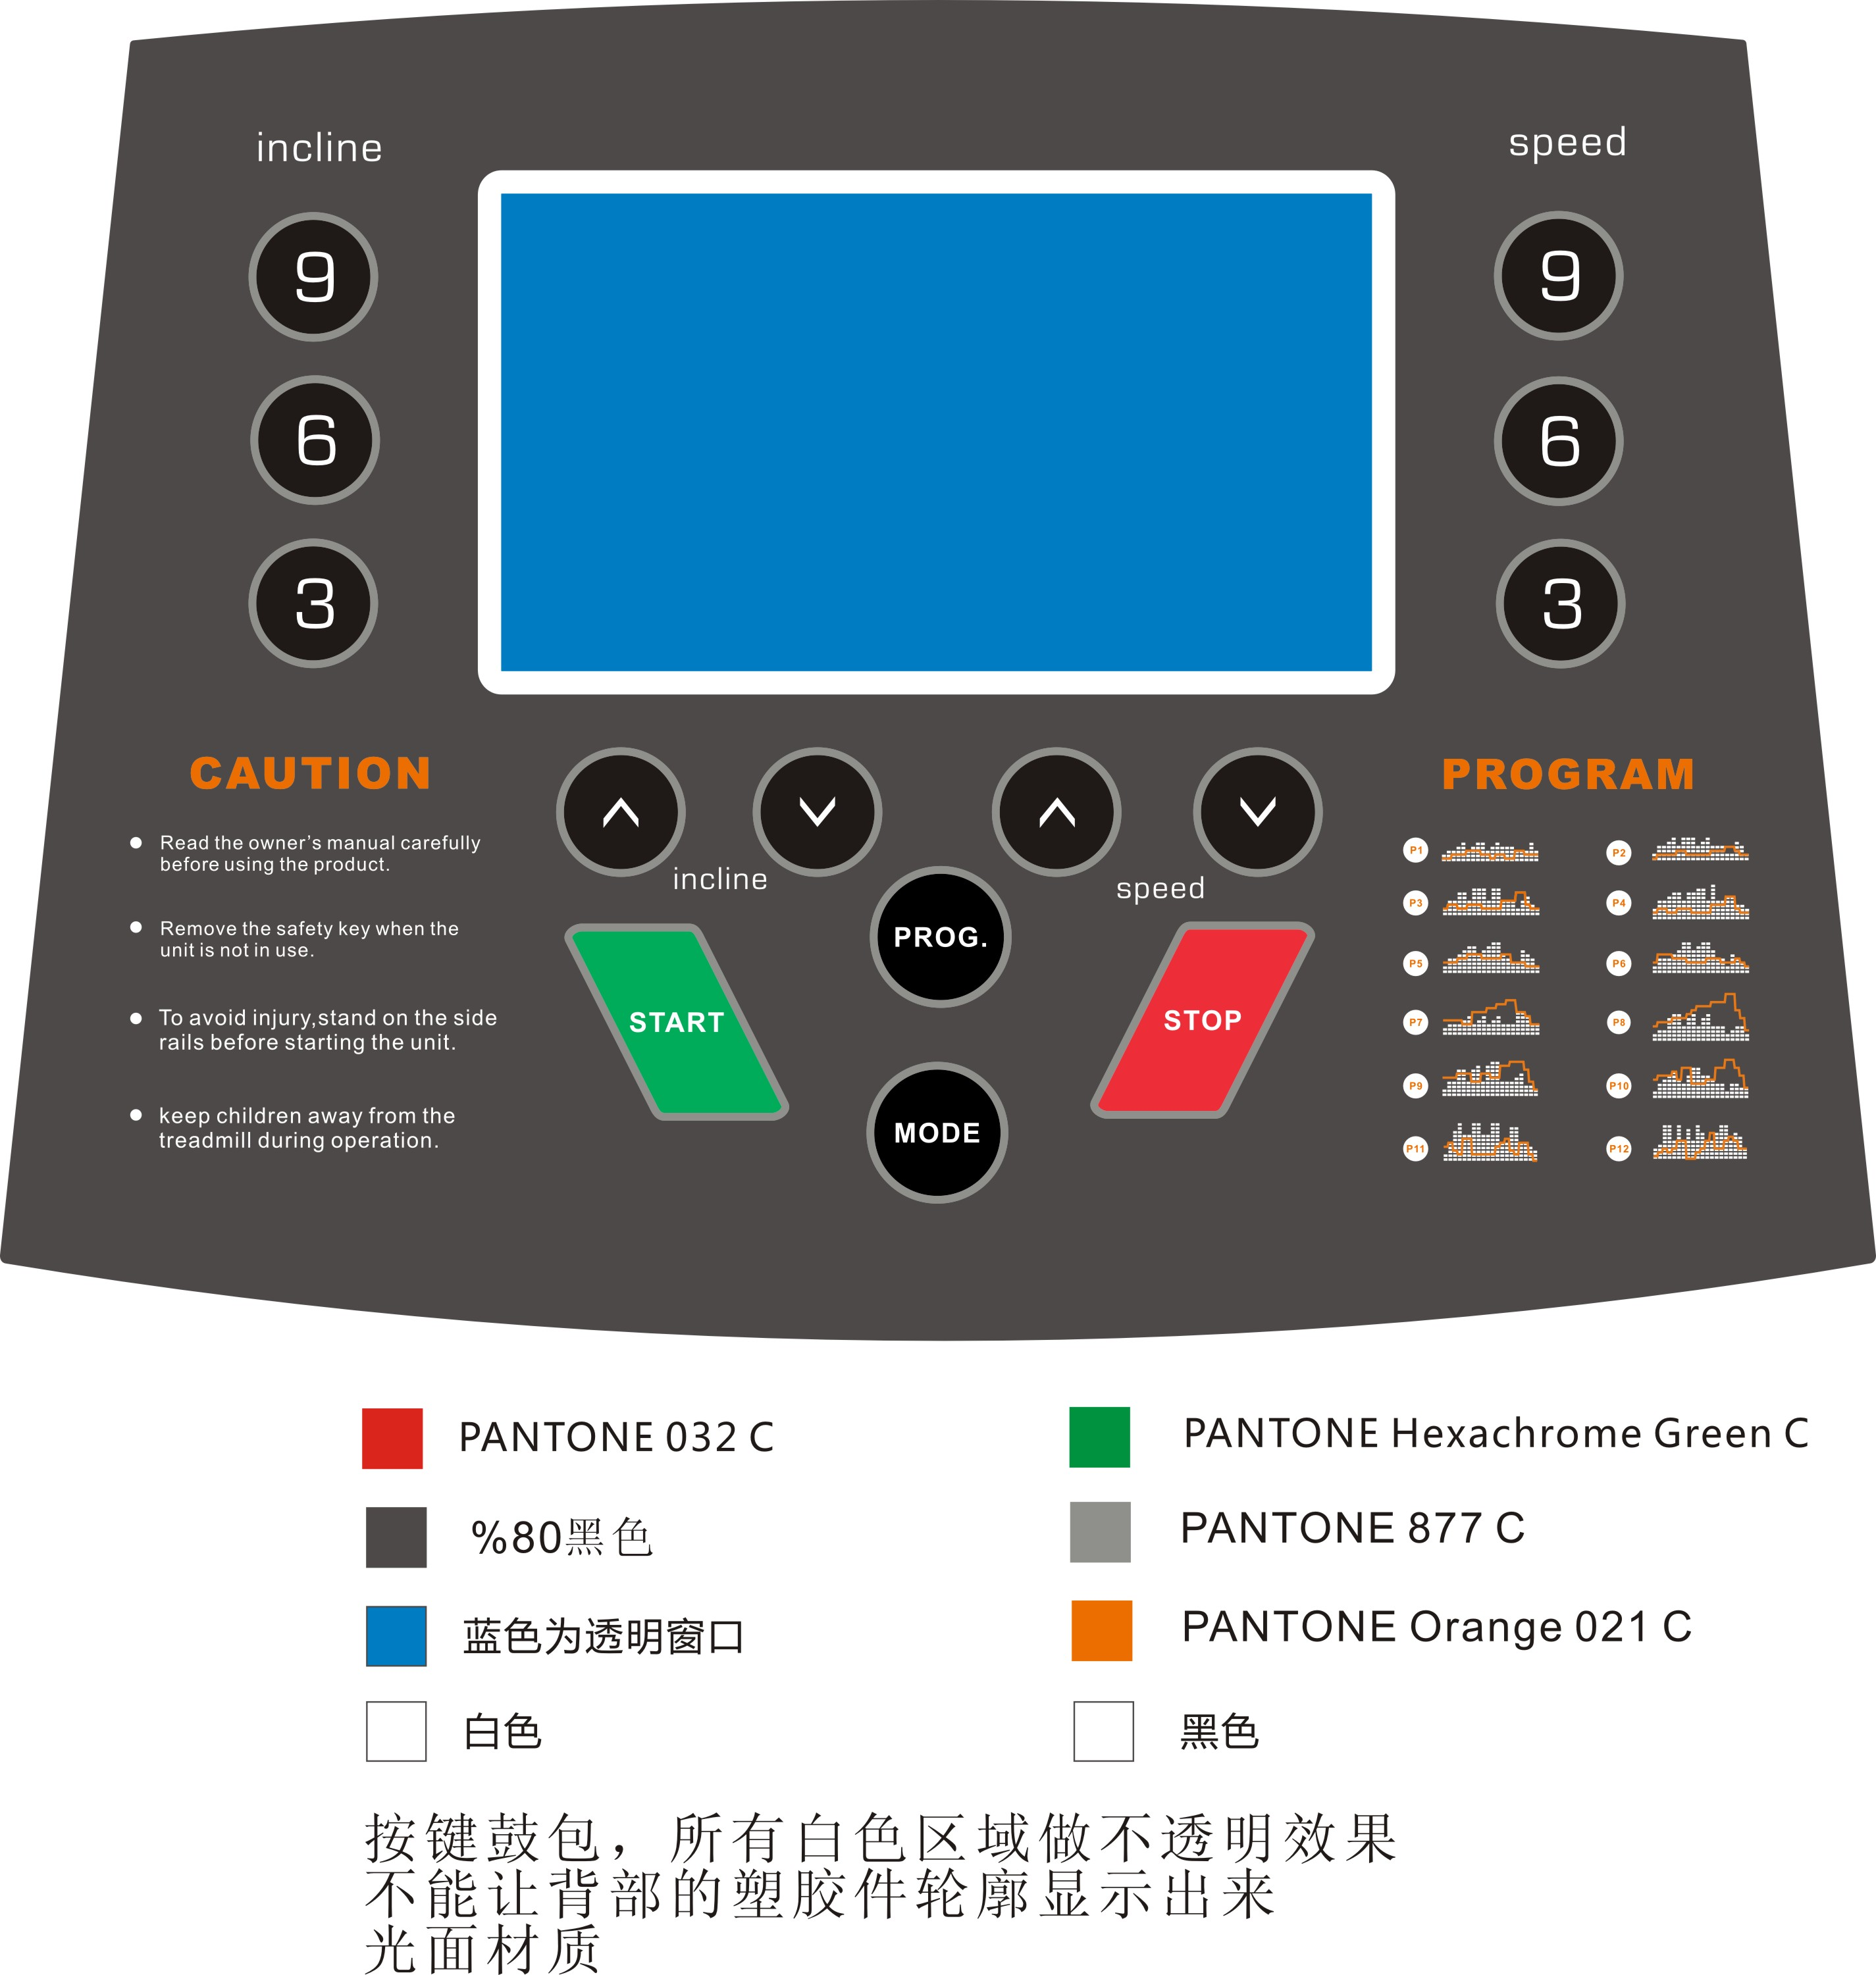 incline
speed
9
9
6
6
3
3
CAUTION
PROGRAM
Read the owner's manual carefully
before using the product.
Remove the safety key when the
unit is not in use.
To avoid injury,stand on the side
rails before starting the unit.
keep children away from the
treadmill during operation.
incline
speed
PROG.
START
STOP
MODE
P1
P2
P3
P4
P5
P6
P7
P8
P9
P10
P11
P12
PANTONE 032 C
PANTONE Hexachrome Green C
%80黑色
PANTONE 877 C
蓝色为透明窗口
PANTONE Orange 021 C
白色
黑色
按键鼓包，所有白色区域做不透明效果
不能让背部的塑胶件轮廓显示出来
光面材质